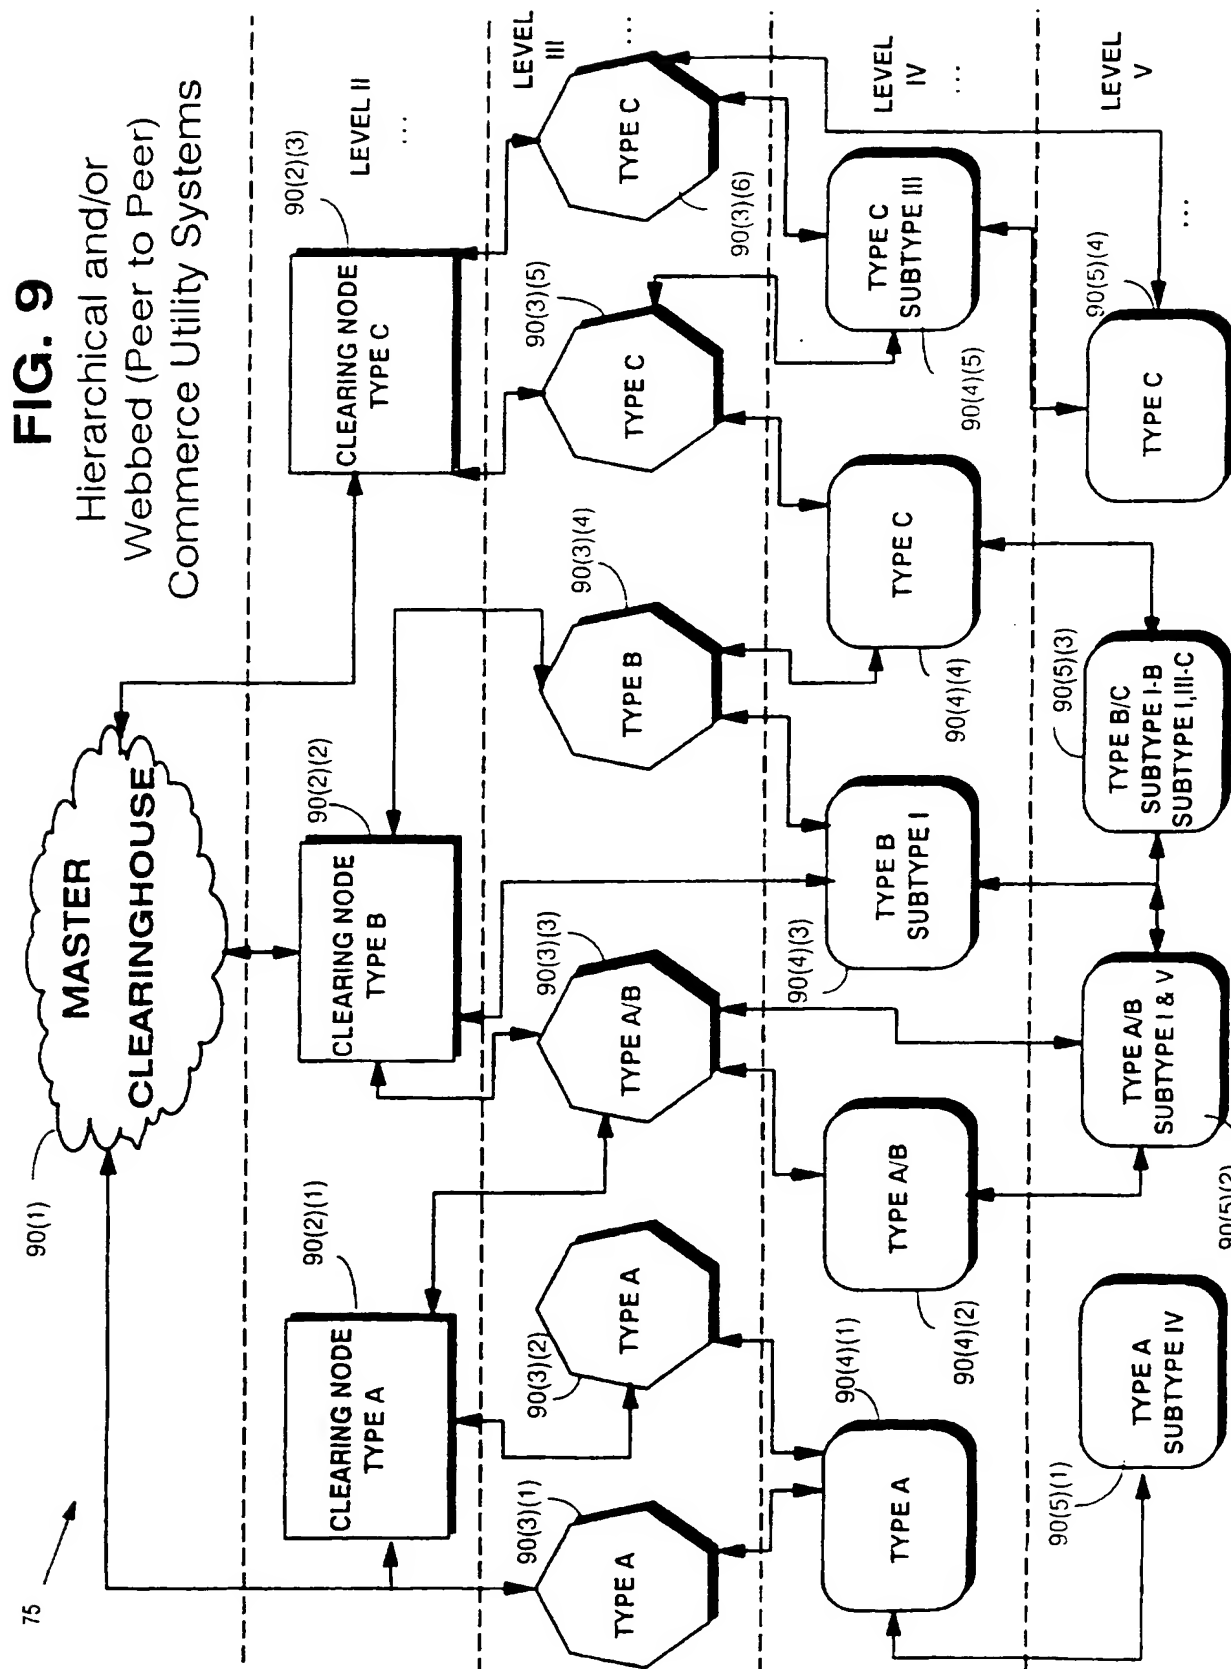 FIG. 9
Hierarchical and/or
Webbed (Peer to Peer)
Commerce Utility Systems
75
90(1)
MASTER
CLEARINGHOUSE
LEVEL II
...
90(2)(1)
CLEARING NODE
TYPE A
90(2)(2)
CLEARING NODE
TYPE B
90(2)(3)
CLEARING NODE
TYPE C
LEVEL
III
...
90(3)(1)
TYPE A
90(3)(2)
TYPE A
90(3)(3)
TYPE A/B
90(3)(4)
TYPE B
90(3)(5)
TYPE C
90(3)(6)
TYPE C
LEVEL
IV
...
90(4)(1)
TYPE A
90(4)(2)
TYPE A/B
90(4)(3)
TYPE B
SUBTYPE I
90(4)(4)
TYPE C
90(4)(5)
TYPE C
SUBTYPE III
LEVEL
V
...
90(5)(1)
TYPE A
SUBTYPE IV
90(5)(2)
TYPE A/B
SUBTYPE I & V
90(5)(3)
TYPE B/C
SUBTYPE I-B
SUBTYPE I,III-C
90(5)(4)
TYPE C